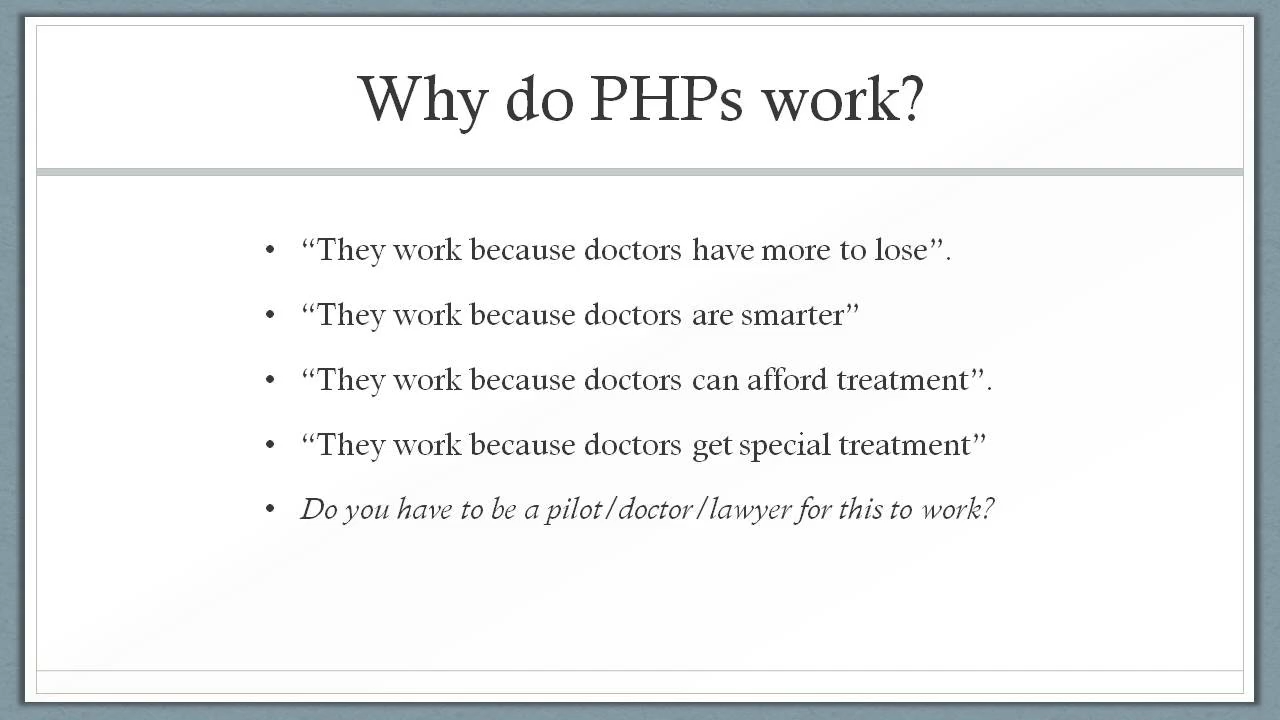 Why do PHPs work?
• “They work because doctors have more to lose”.
• “They work because doctors are smarter”
• “They work because doctors can afford treatment”.
• “They work because doctors get special treatment”
• Do you have to be a pilot/doctor/lawyer for this to work?